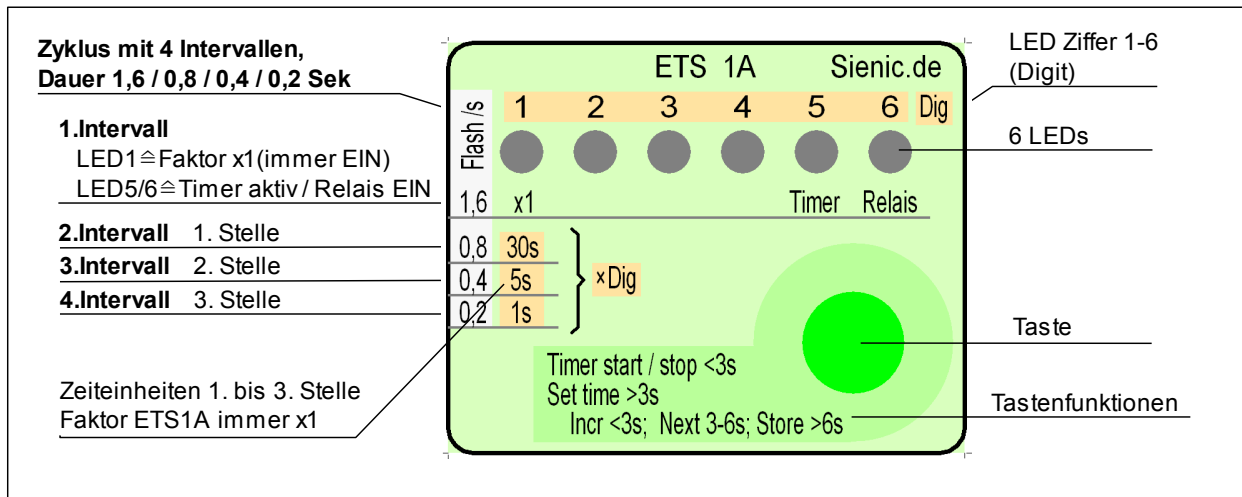 Zyklus mit 4 Intervallen,
Dauer 1,6 / 0,8 / 0,4 / 0,2 Sek
1.Intervall
LED1≙Faktor x1(immer EIN)
LED5/6≙Timer aktiv / Relais EIN
2.Intervall 1. Stelle
3.Intervall 2. Stelle
4.Intervall 3. Stelle
Zeiteinheiten 1. bis 3. Stelle
Faktor ETS1A immer x1
ETS 1A Sienic.de
Flash /s
1 2 3 4 5 6 Dig
1,6 x1 Timer Relais
0,8 30s
0,4 5s ×Dig
0,2 1s
Timer start / stop <3s
Set time >3s
Incr <3s; Next 3-6s; Store >6s
LED Ziffer 1-6
(Digit)
6 LEDs
Taste
Tastenfunktionen